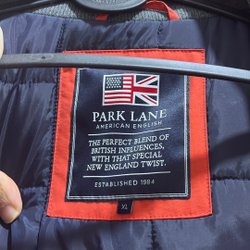 PARK LANE
AMERICAN ENGLISH
THE PERFECT BLEND OF
BRITISH INFLUENCES,
WITH THAT SPECIAL
NEW ENGLAND TWIST.
ESTABLISHED 1984
XL